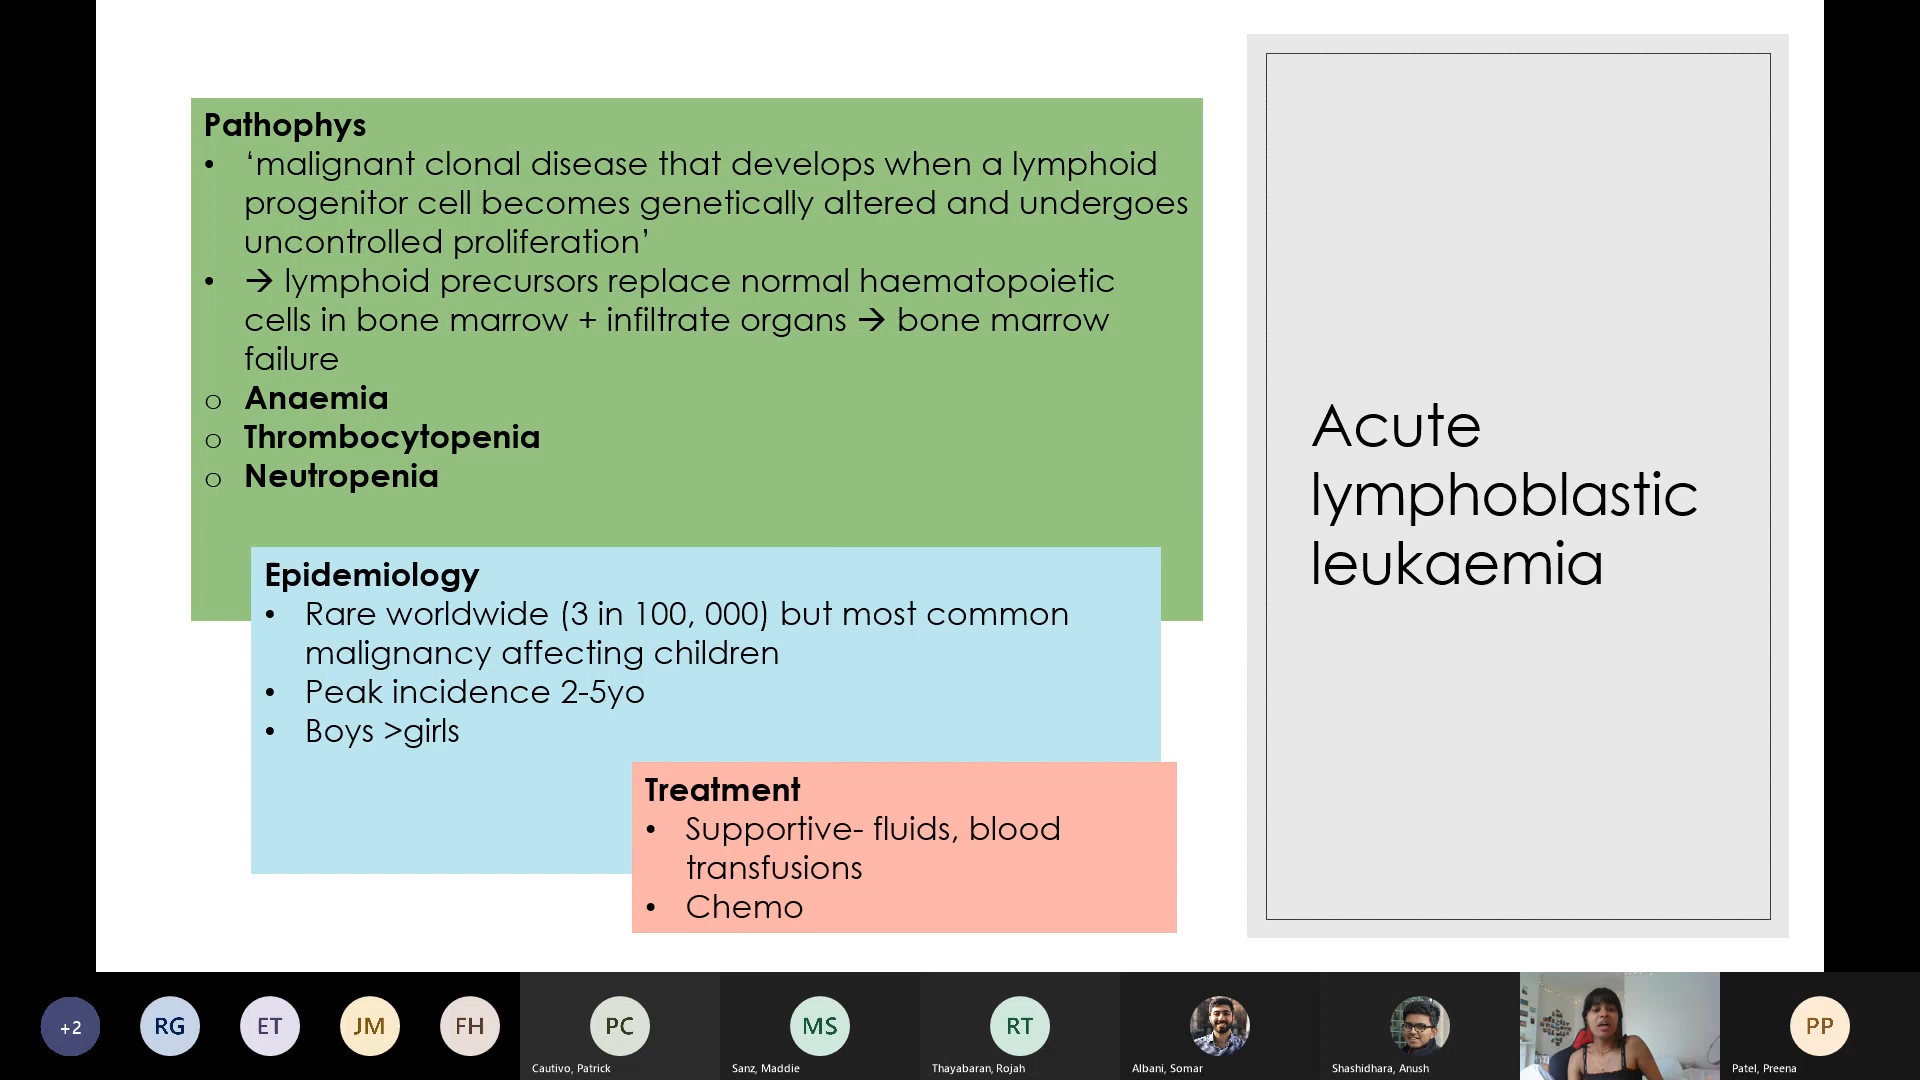 Pathophys
• ‘malignant clonal disease that develops when a lymphoid
progenitor cell becomes genetically altered and undergoes
uncontrolled proliferation’
• → lymphoid precursors replace normal haematopoietic
cells in bone marrow + infiltrate organs → bone marrow
failure
o Anaemia
o Thrombocytopenia
o Neutropenia
Epidemiology
• Rare worldwide (3 in 100, 000) but most common
malignancy affecting children
• Peak incidence 2-5yo
• Boys >girls
Treatment
• Supportive- fluids, blood
transfusions
• Chemo
Acute
lymphoblastic
leukaemia
+2
RG
ET
JM
FH
PC
Cautivo, Patrick
MS
Sanz, Maddie
RT
Thayabaran, Rojah
Albani, Somar
Shashidhara, Anush
PP
Patel, Preena